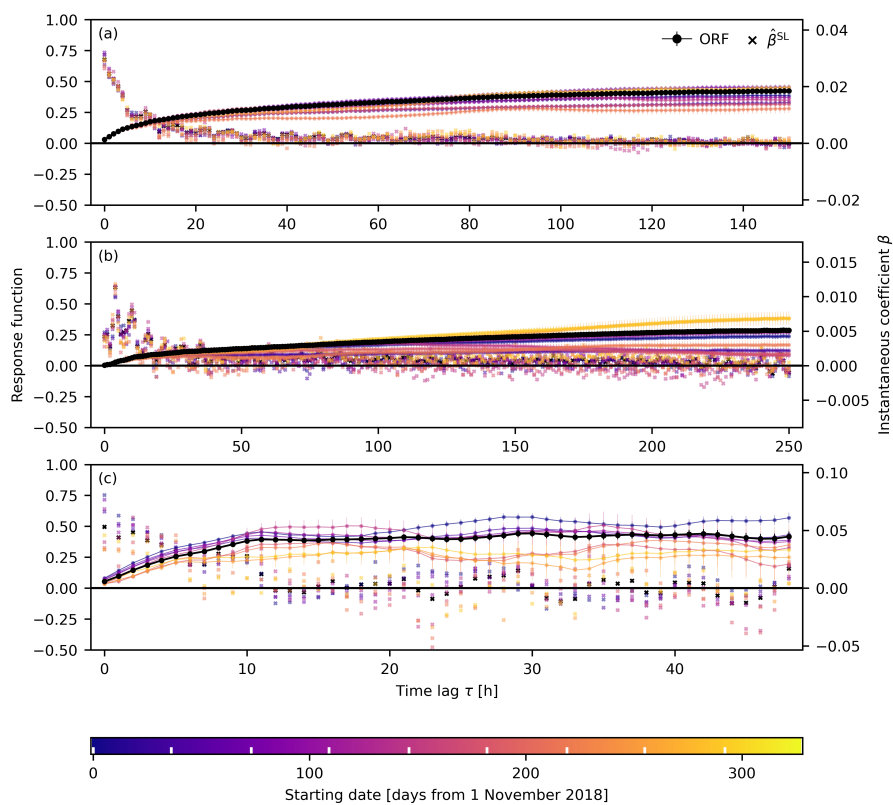 (a)
ORF
β̂^SL
1.00
0.75
0.50
0.25
0.00
−0.25
−0.50
0.04
0.02
0.00
−0.02
0 20 40 60 80 100 120 140
(b)
1.00
0.75
0.50
0.25
0.00
−0.25
−0.50
0.015
0.010
0.005
0.000
−0.005
0 50 100 150 200 250
Response function
Instantaneous coefficient β
(c)
1.00
0.75
0.50
0.25
0.00
−0.25
−0.50
0.10
0.05
0.00
−0.05
0 10 20 30 40
Time lag τ [h]
0 100 200 300
Starting date [days from 1 November 2018]